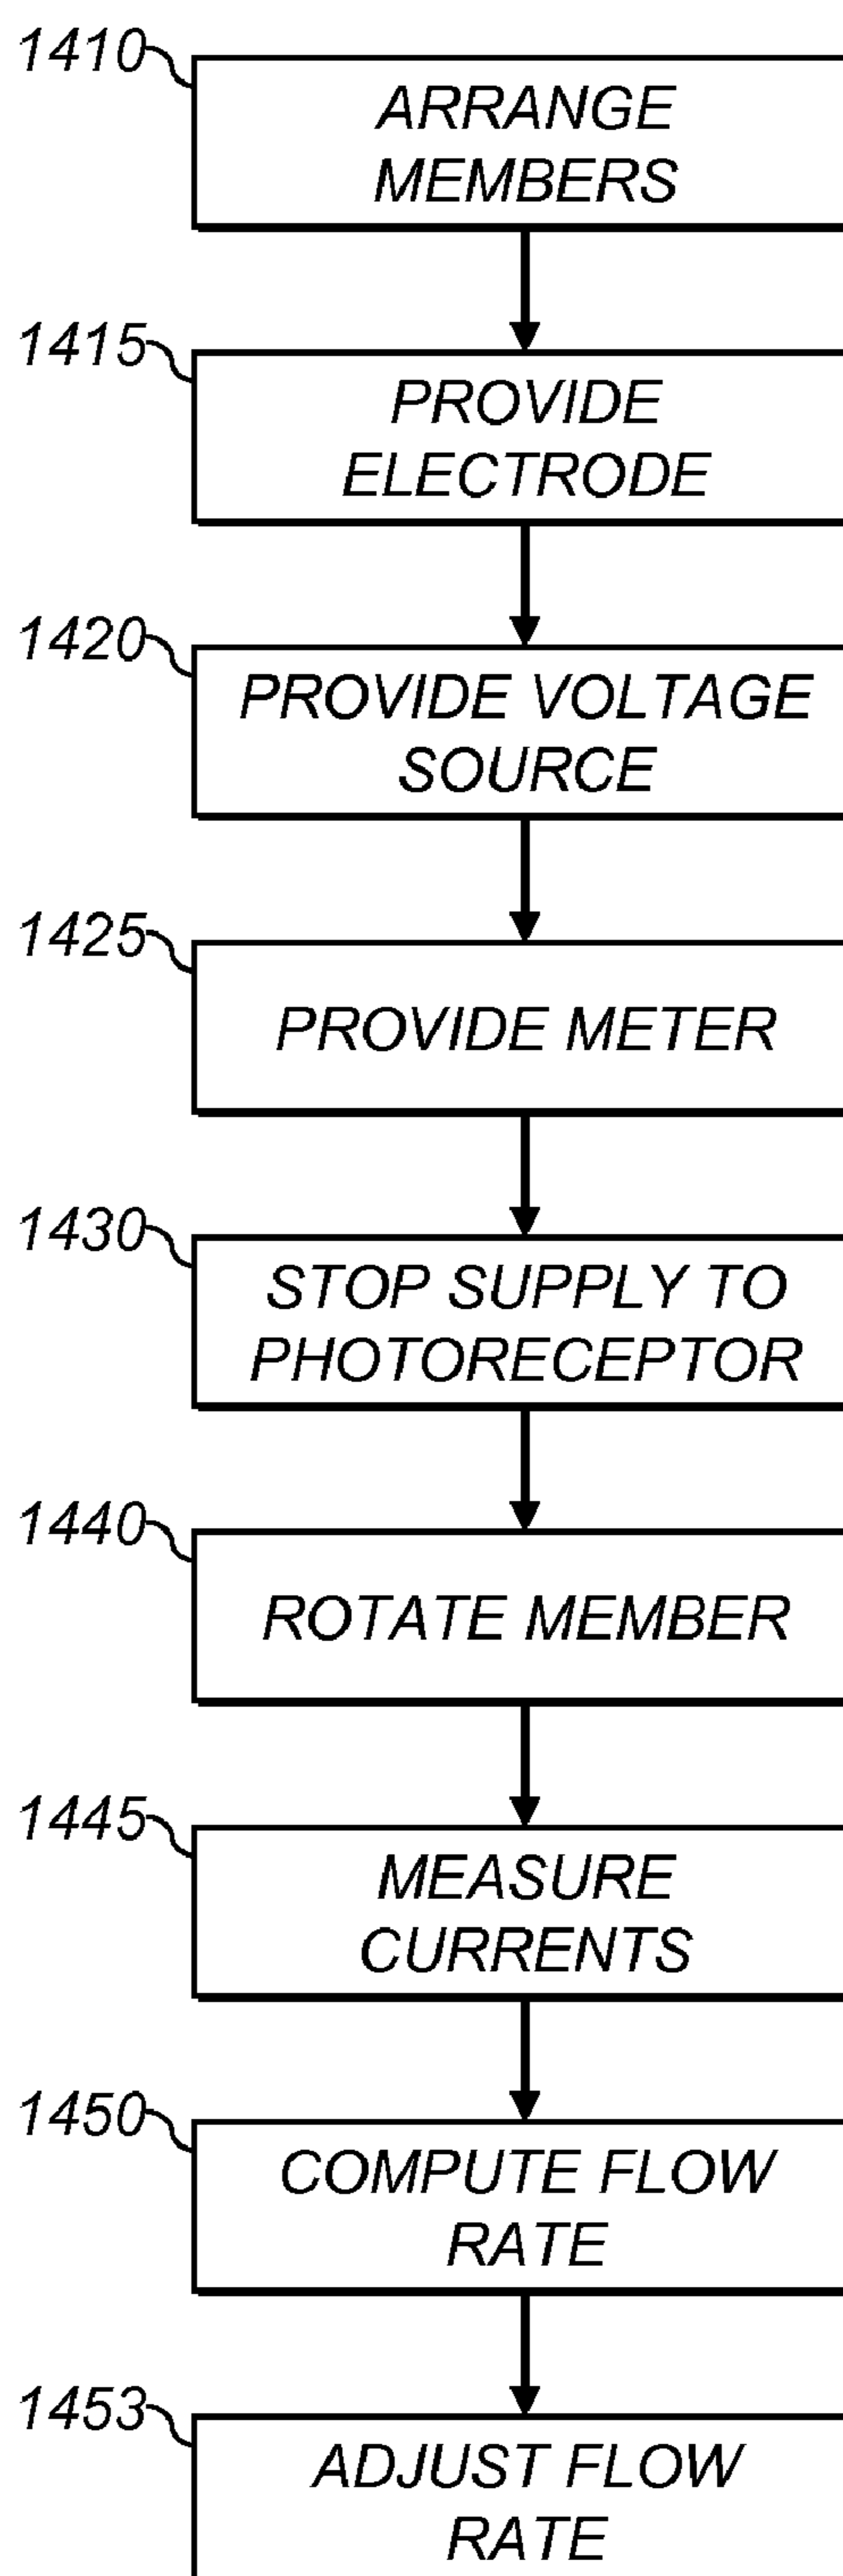 1410
ARRANGE
MEMBERS
1415
PROVIDE
ELECTRODE
1420
PROVIDE VOLTAGE
SOURCE
1425
PROVIDE METER
1430
STOP SUPPLY TO
PHOTORECEPTOR
1440
ROTATE MEMBER
1445
MEASURE
CURRENTS
1450
COMPUTE FLOW
RATE
1453
ADJUST FLOW
RATE